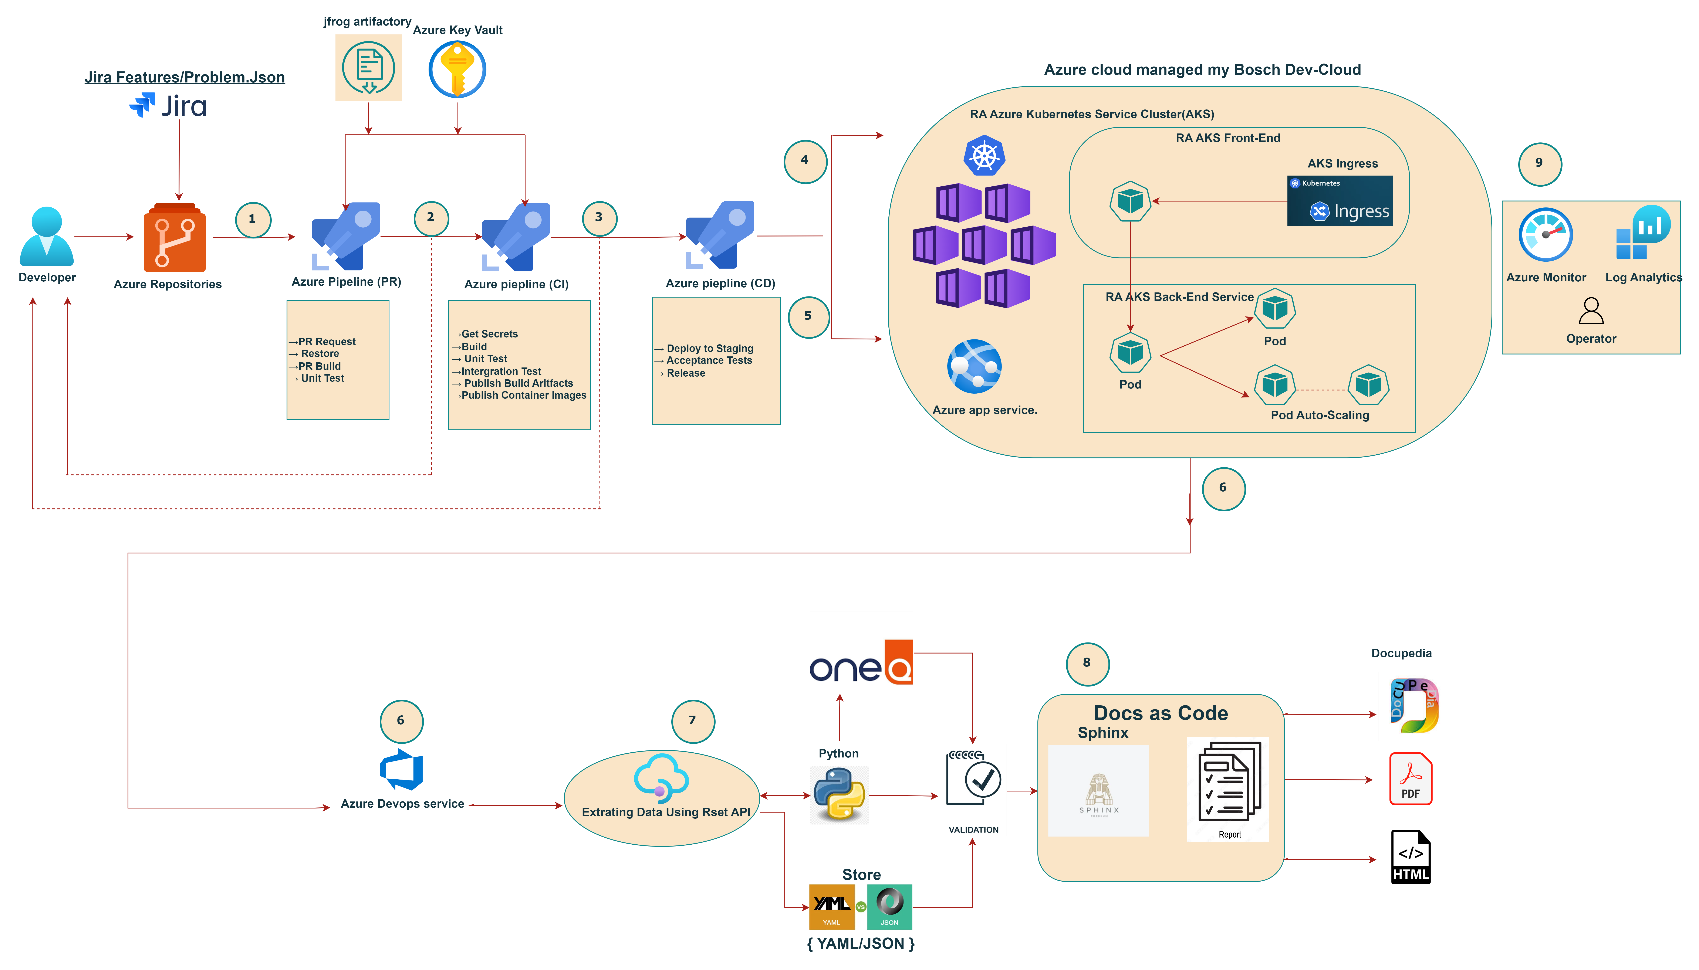 jfrog artifactory
Azure Key Vault
Jira Features/Problem.Json
Jira
Azure cloud managed my Bosch Dev-Cloud
RA Azure Kubernetes Service Cluster(AKS)
RA AKS Front-End
AKS Ingress
Kubernetes
Ingress
4
9
1
2
3
Developer
Azure Repositories
Azure Pipeline (PR)
Azure piepline (CI)
Azure piepline (CD)
→PR Request
→ Restore
→PR Build
→ Unit Test
→Get Secrets
→Build
→ Unit Test
→Intergration Test
→ Publish Build Aritfacts
→Publish Container Images
→ Deploy to Staging
→ Acceptance Tests
→ Release
5
Azure app service.
RA AKS Back-End Service
Pod
Pod
Pod Auto-Scaling
Azure Monitor
Log Analytics
Operator
6
6
Azure Devops service
7
Extrating Data Using Rset API
oneQ
Python
VALIDATION
Store
YAML
YAML
VS
JSON
{ YAML/JSON }
8
Docs as Code
Sphinx
SPHINX
Report
Docupedia
DOCUPedia
PDF
</>
HTML